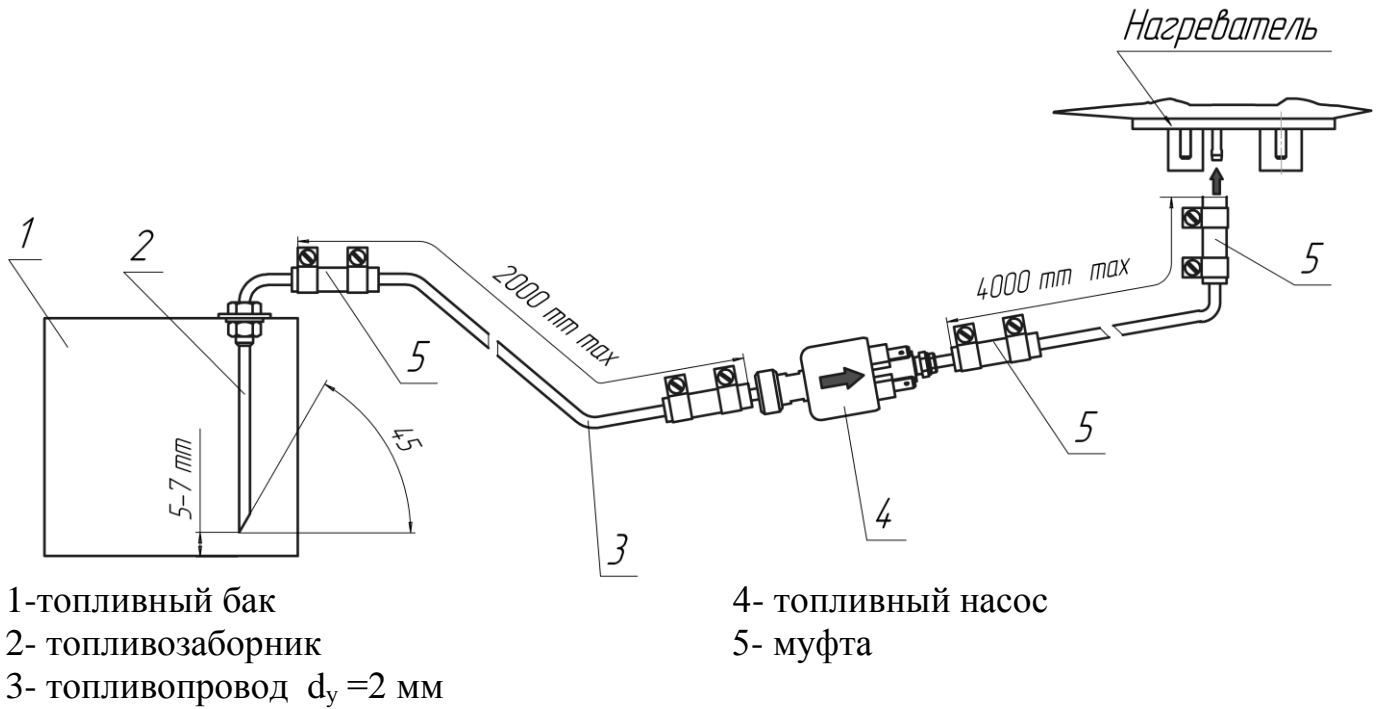 Нагреватель
1
2
5
2000 mm max
4000 mm max
5
5
45
5-7 mm
4
3
1-топливный бак
2- топливозаборник
3- топливопровод dу =2 мм
4- топливный насос
5- муфта